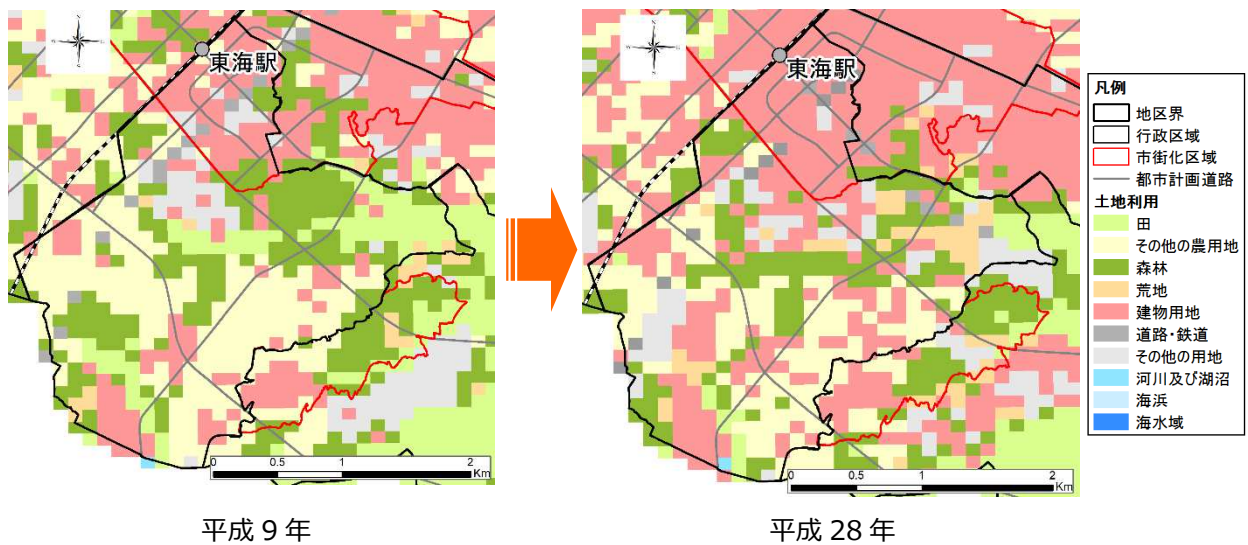 東海駅
0 0.5 1 2
Km
平成 9 年
東海駅
0 0.5 1 2
Km
平成 28 年
凡例
地区界
行政区域
市街化区域
都市計画道路
土地利用
田
その他の農用地
森林
荒地
建物用地
道路・鉄道
その他の用地
河川及び湖沼
海浜
海水域